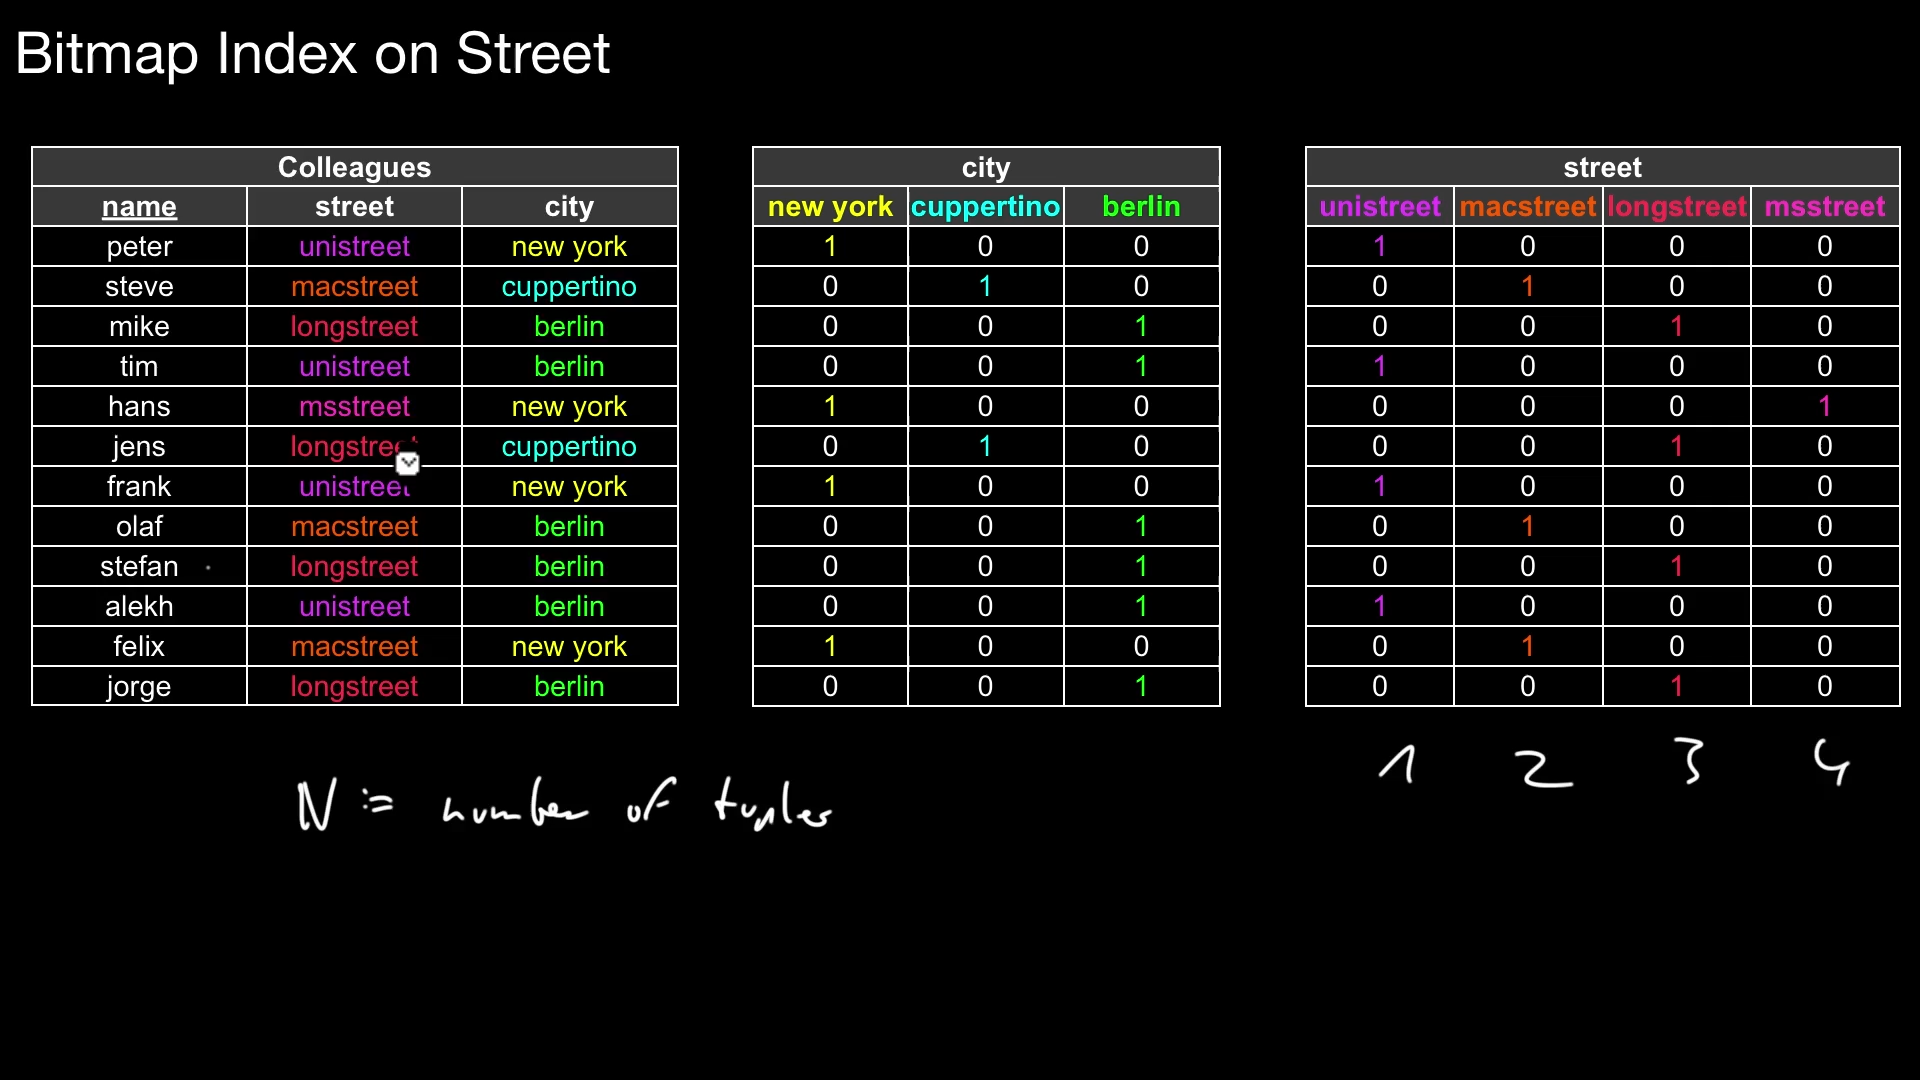 Bitmap Index on Street
Colleagues
name street city
peter unistreet new york
steve macstreet cuppertino
mike longstreet berlin
tim unistreet berlin
hans msstreet new york
jens longstreet cuppertino
frank unistreet new york
olaf macstreet berlin
stefan longstreet berlin
alekh unistreet berlin
felix macstreet new york
jorge longstreet berlin
city
new york cuppertino berlin
1 0 0
0 1 0
0 0 1
0 0 1
1 0 0
0 1 0
1 0 0
0 0 1
0 0 1
0 0 1
1 0 0
0 0 1
street
unistreet macstreet longstreet msstreet
1 0 0 0
0 1 0 0
0 0 1 0
1 0 0 0
0 0 0 1
0 0 1 0
1 0 0 0
0 1 0 0
0 0 1 0
1 0 0 0
0 1 0 0
0 0 1 0
1 2 3 4
N := number of tuples